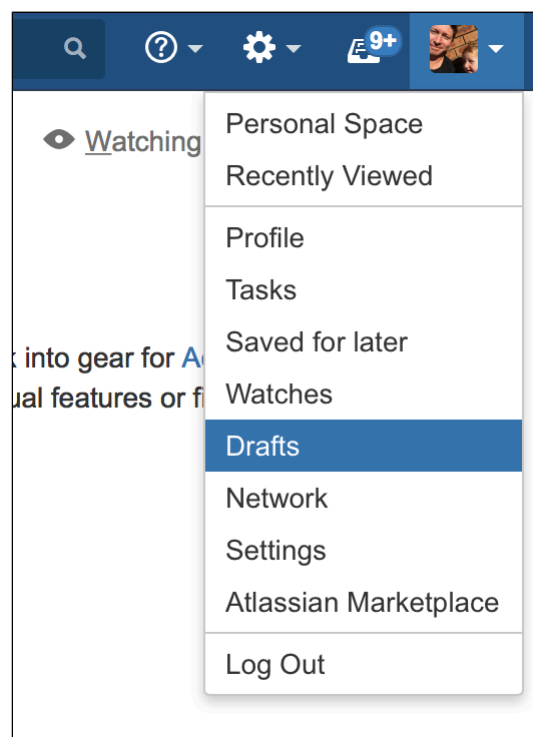 9+
Watching
Personal Space
Recently Viewed
Profile
Tasks
Saved for later
into gear for
Watches
ual features or
Drafts
Network
Settings
Atlassian Marketplace
Log Out